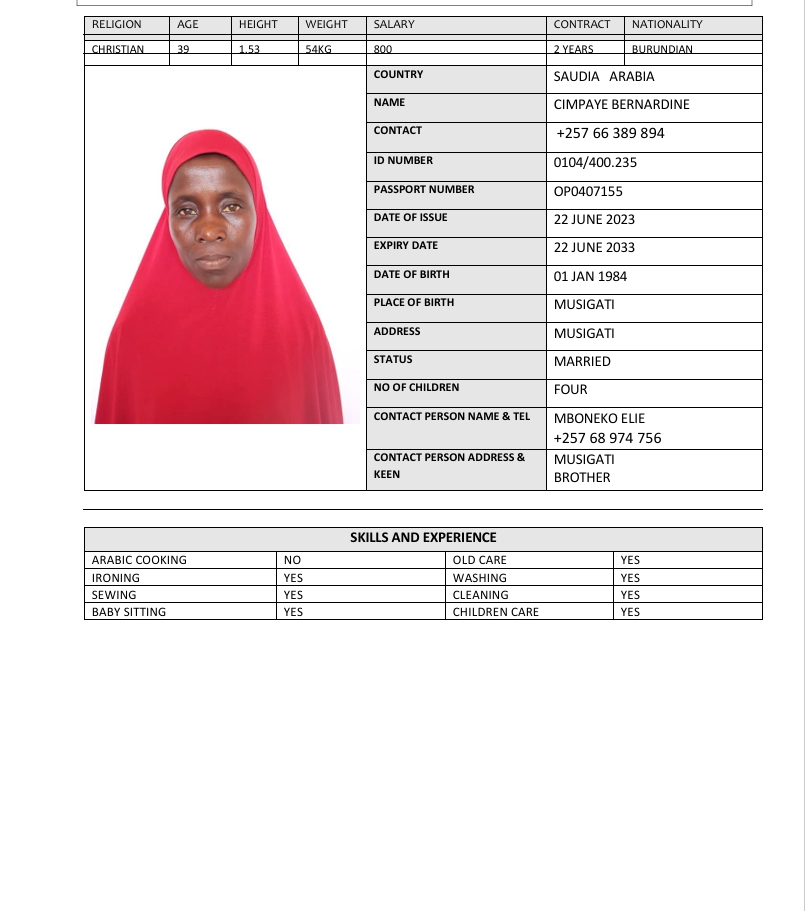 RELIGION AGE HEIGHT WEIGHT SALARY CONTRACT NATIONALITY
CHRISTIAN 39 1.53 54KG 800 2 YEARS BURUNDIAN
COUNTRY SAUDIA ARABIA
NAME CIMPAYE BERNARDINE
CONTACT +257 66 389 894
ID NUMBER 0104/400.235
PASSPORT NUMBER OP0407155
DATE OF ISSUE 22 JUNE 2023
EXPIRY DATE 22 JUNE 2033
DATE OF BIRTH 01 JAN 1984
PLACE OF BIRTH MUSIGATI
ADDRESS MUSIGATI
STATUS MARRIED
NO OF CHILDREN FOUR
CONTACT PERSON NAME & TEL MBONEKO ELIE
+257 68 974 756
CONTACT PERSON ADDRESS & MUSIGATI
KEEN BROTHER
SKILLS AND EXPERIENCE
ARABIC COOKING NO OLD CARE YES
IRONING YES WASHING YES
SEWING YES CLEANING YES
BABY SITTING YES CHILDREN CARE YES